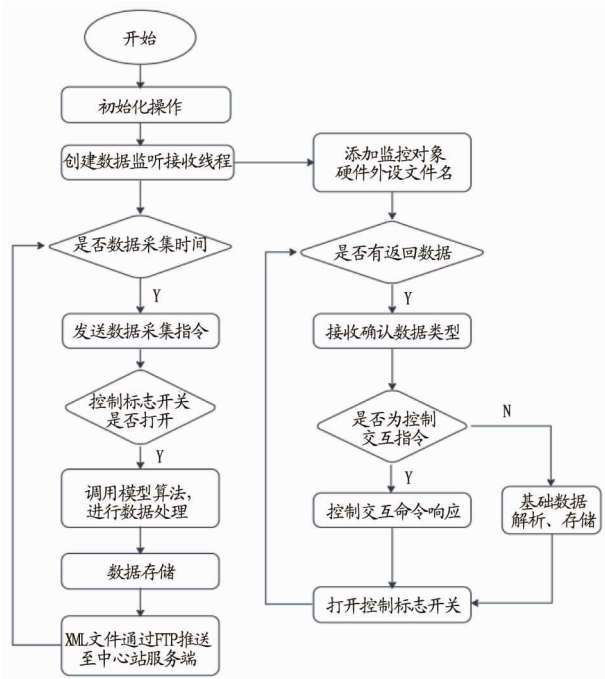 开始
初始化操作
创建数据监听接收线程
是否数据采集时间
Y
发送数据采集指令
控制标志开关
是否打开
Y
调用模型算法,
进行数据处理
数据存储
XML文件通过FTP推送
至中心站服务端
添加监控对象
硬件外设文件名
是否有返回数据
Y
接收确认数据类型
是否为控制
交互指令
N
Y
控制交互命令响应
基础数据
解析、存储
打开控制标志开关